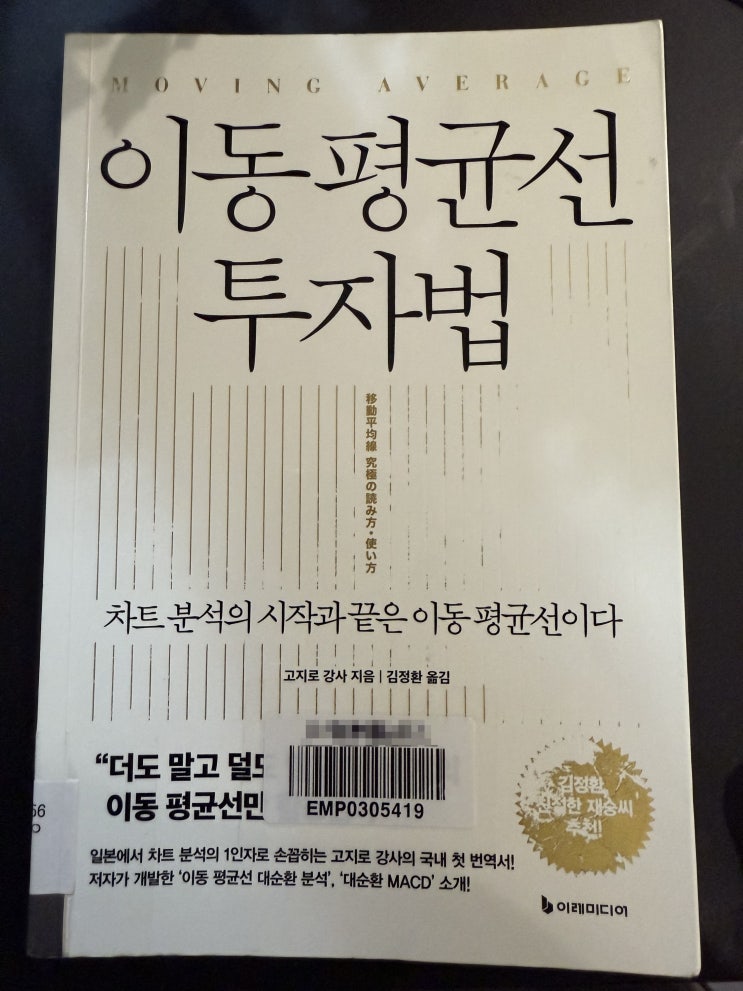 MOVING AVERAGE
이동 평균선
투자법
移動平均線 究極の読み方・使い方
차트 분석의 시작과 끝은 이동 평균선이다
고지로 강사 지음 | 김정환 옮김
“더도 말고
이동 평균선만
EMP0305419
김정환,
재승씨
추천!
일본에서 차트 분석의 1인자로 손꼽히는 고지로 강사의 국내 첫 번역서!
저자가 개발한 ‘이동 평균선 대순환 분석’, ‘대순환 MACD’ 소개!
이레미디어